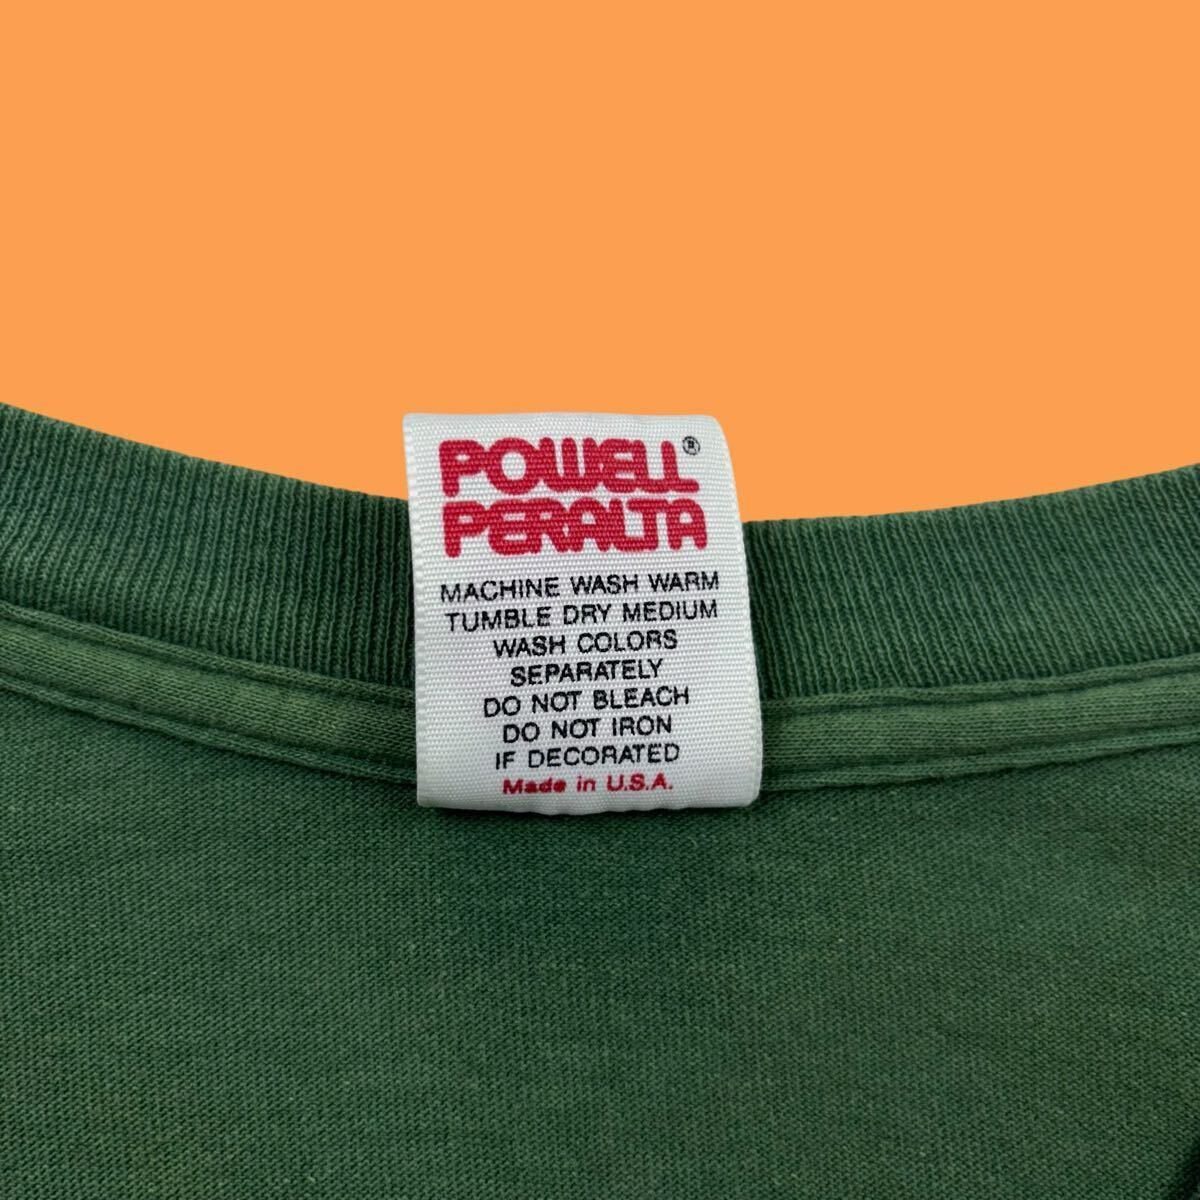 POWELL®
PERALTA
MACHINE WASH WARM
TUMBLE DRY MEDIUM
WASH COLORS
SEPARATELY
DO NOT BLEACH
DO NOT IRON
IF DECORATED
Made in U.S.A.